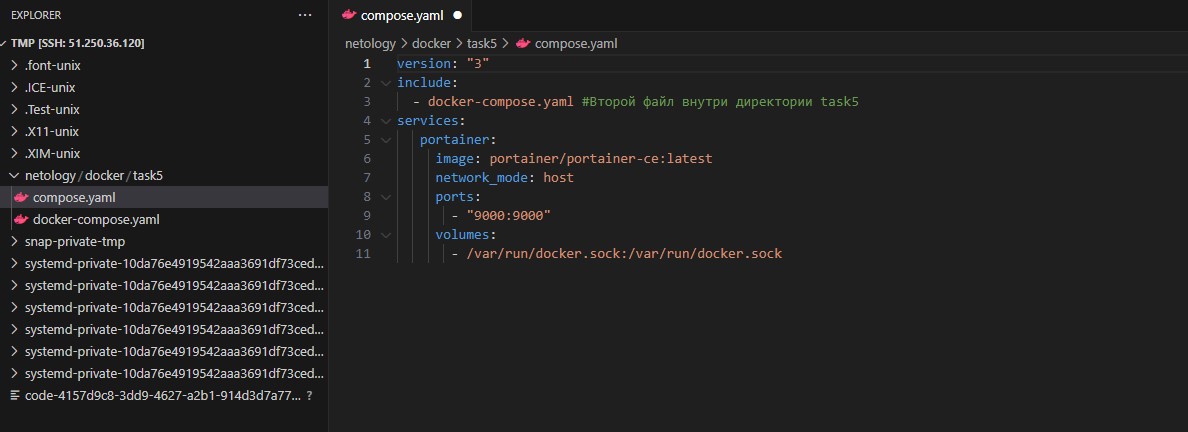 EXPLORER ···
TMP [SSH: 51.250.36.120]
.font-unix
.ICE-unix
.Test-unix
.X11-unix
.XIM-unix
netology / docker / task5
compose.yaml
docker-compose.yaml
snap-private-tmp
systemd-private-10da76e4919542aaa3691df73ced...
systemd-private-10da76e4919542aaa3691df73ced...
systemd-private-10da76e4919542aaa3691df73ced...
systemd-private-10da76e4919542aaa3691df73ced...
systemd-private-10da76e4919542aaa3691df73ced...
systemd-private-10da76e4919542aaa3691df73ced...
code-4157d9c8-3dd9-4627-a2b1-914d3d7a77... ?
compose.yaml ●
netology > docker > task5 > compose.yaml
1 version: "3"
2 include:
3   - docker-compose.yaml #Второй файл внутри директории task5
4 services:
5    portainer:
6      image: portainer/portainer-ce:latest
7      network_mode: host
8      ports:
9        - "9000:9000"
10      volumes:
11        - /var/run/docker.sock:/var/run/docker.sock